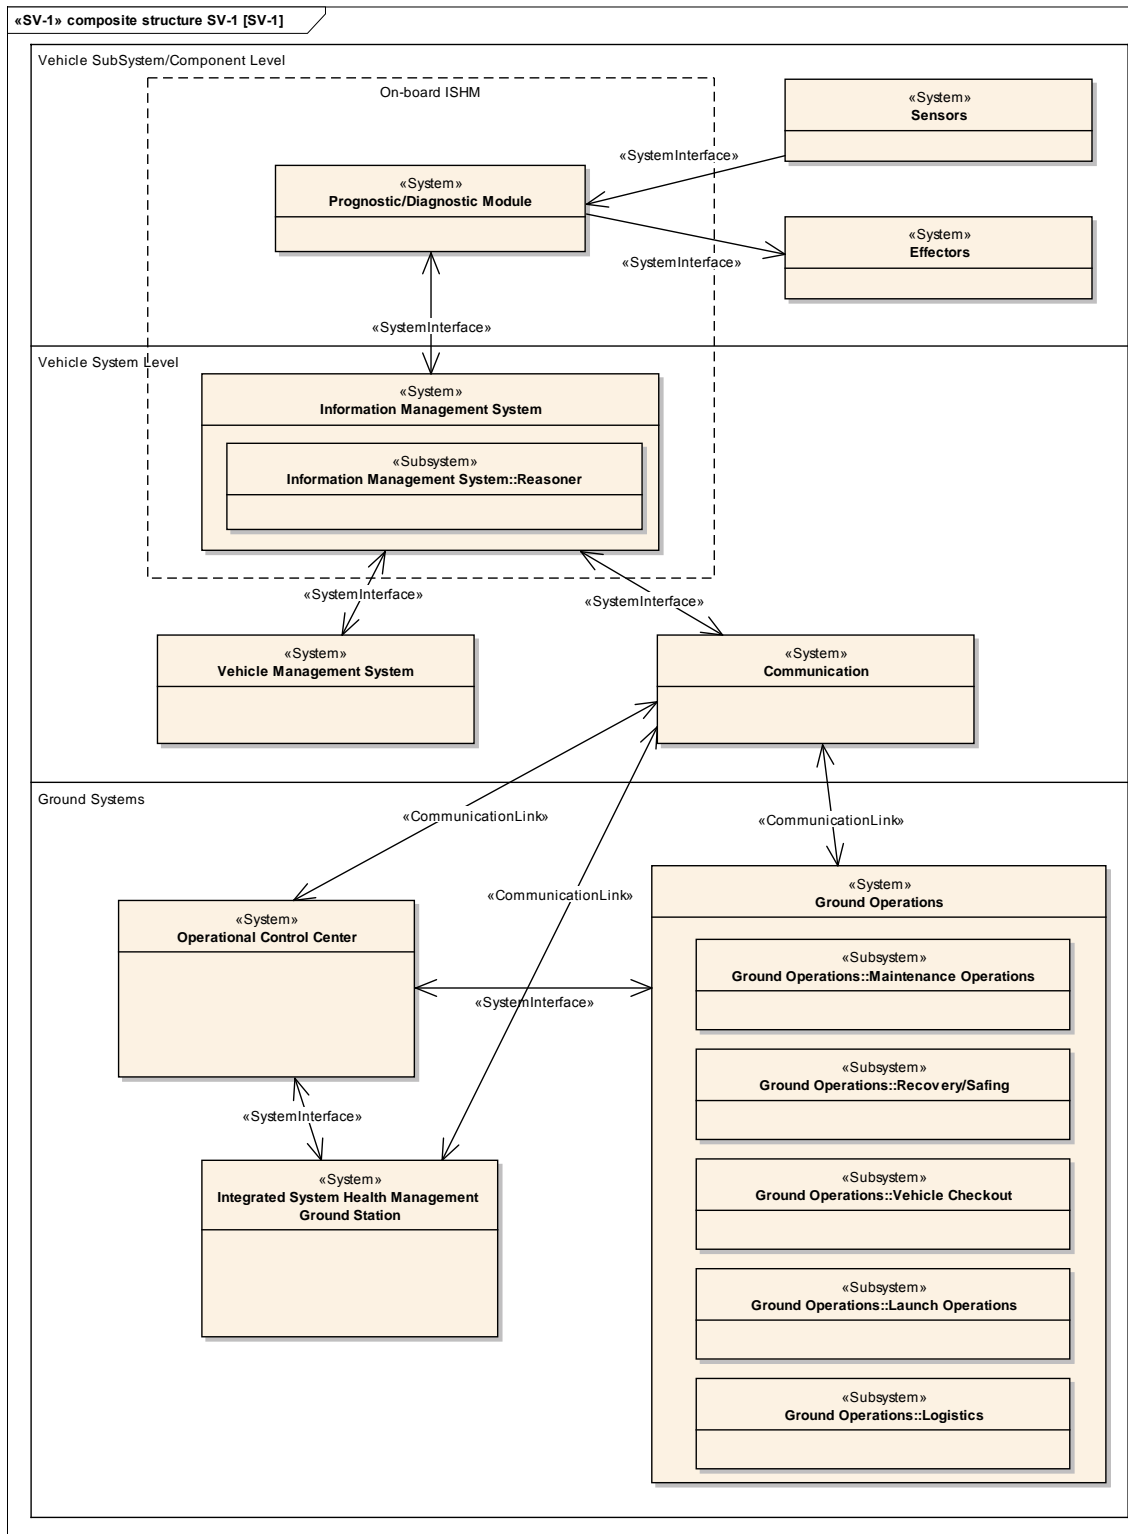 «SV-1» composite structure SV-1 [SV-1]
Vehicle SubSystem/Component Level
On-board ISHM
«System»
Sensors
«SystemInterface»
«System»
Prognostic/Diagnostic Module
«System»
Effectors
«SystemInterface»
«SystemInterface»
Vehicle System Level
«System»
Information Management System
«Subsystem»
Information Management System::Reasoner
«SystemInterface»
«SystemInterface»
«System»
Vehicle Management System
«System»
Communication
Ground Systems
«CommunicationLink»
«CommunicationLink»
«CommunicationLink»
«System»
Operational Control Center
«System»
Ground Operations
«Subsystem»
Ground Operations::Maintenance Operations
«SystemInterface»
«Subsystem»
Ground Operations::Recovery/Safing
«SystemInterface»
«System»
Integrated System Health Management
Ground Station
«Subsystem»
Ground Operations::Vehicle Checkout
«Subsystem»
Ground Operations::Launch Operations
«Subsystem»
Ground Operations::Logistics